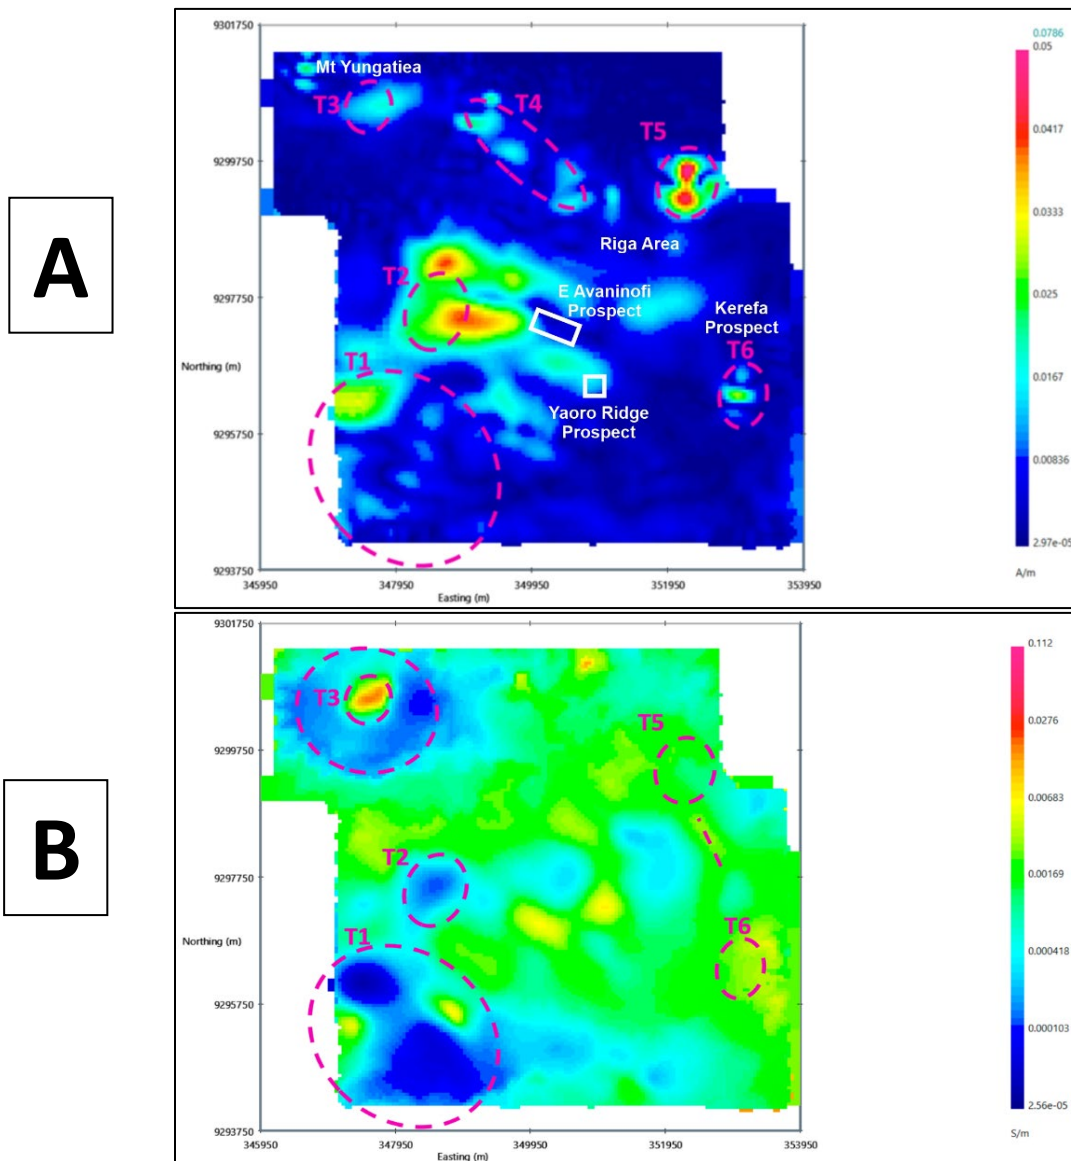 A
9301750
0.0786
0.05
Mt Yungatiea
T3
T4
T5
0.0417
9299750
0.0333
Riga Area
T2
E Avaninofi
Prospect
Kerefa
Prospect
0.025
9297750
T1
T6
Northing (m)
0.0167
Yaoro Ridge
Prospect
9295750
0.00836
2.97e-05
9293750
A/m
345950
347950
349950
351950
353950
Easting (m)
B
9301750
0.112
T3
T5
0.0276
9299750
0.00683
0.00169
T2
9297750
T1
T6
Northing (m)
0.000418
9295750
0.000103
2.56e-05
9293750
S/m
345950
347950
349950
351950
353950
Easting (m)